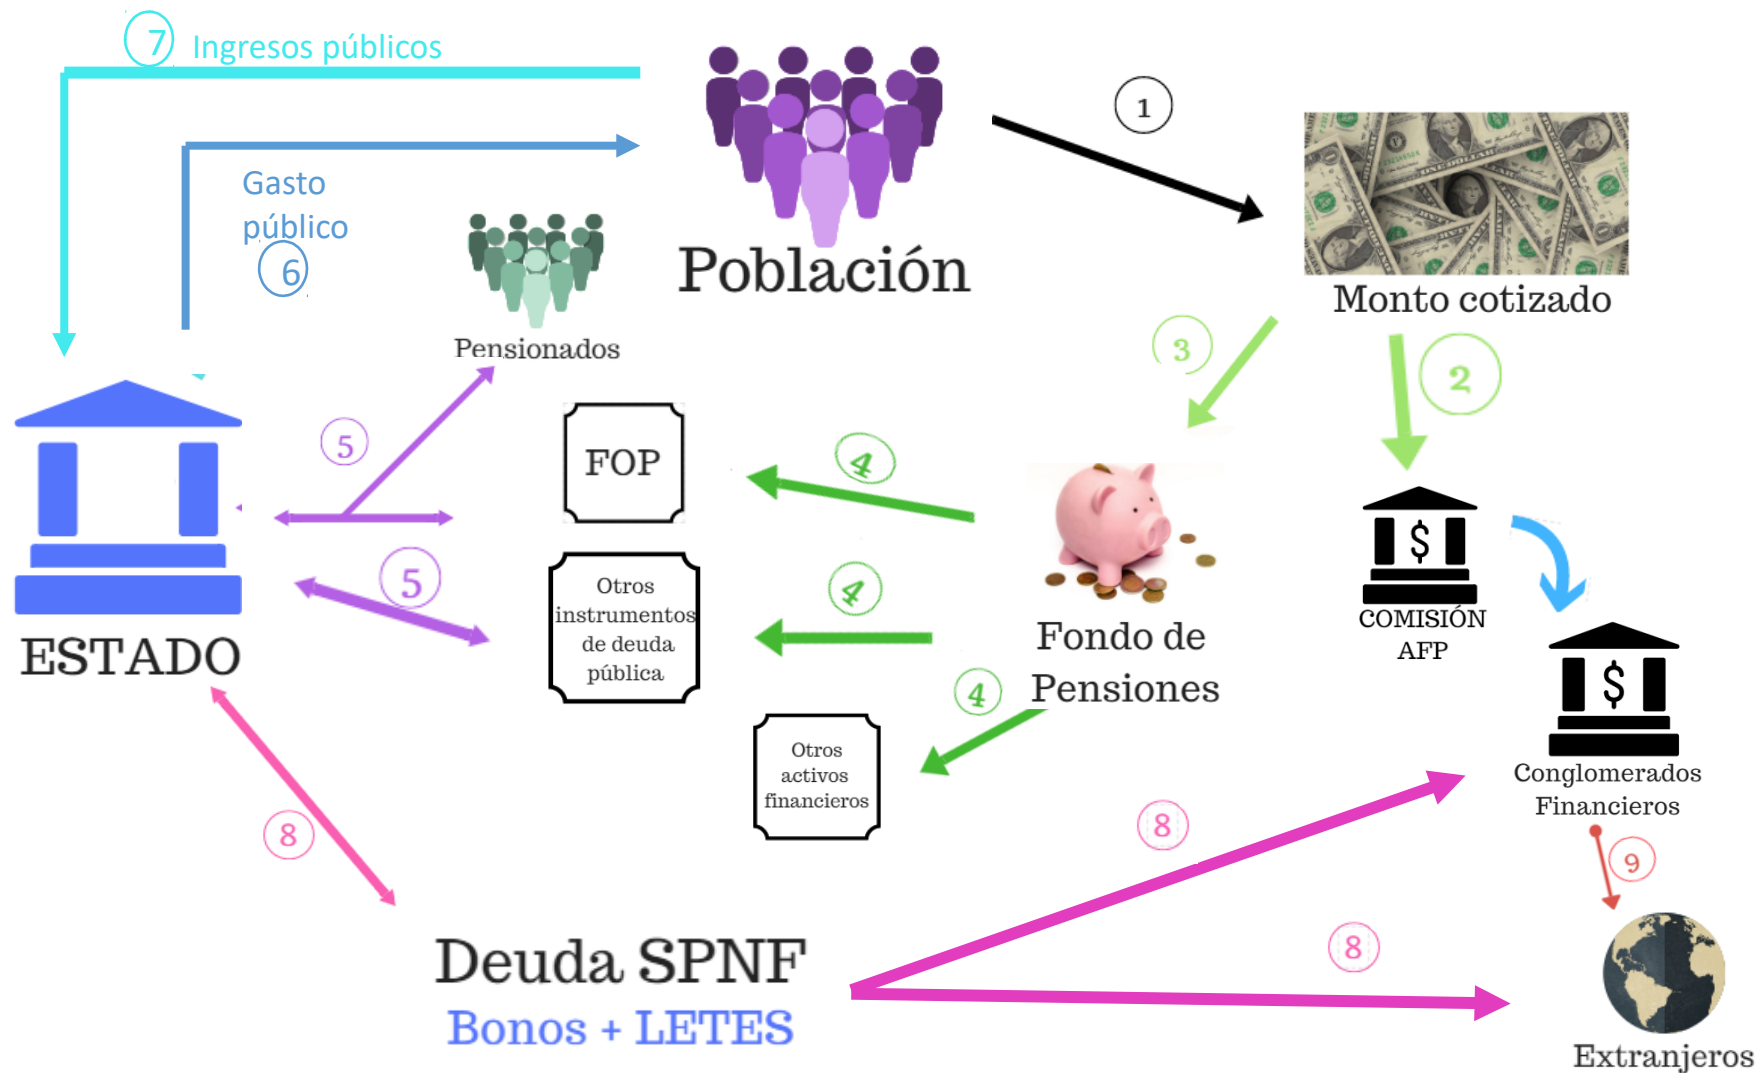 7 Ingresos públicos
1
Gasto
público
6
Población
Monto cotizado
Pensionados
3
2
5
FOP
4
$
COMISIÓN
AFP
5
Otros
instrumentos
de deuda
pública
4
Fondo de
Pensiones
ESTADO
4
Otros
activos
financieros
$
Conglomerados
Financieros
8
8
9
8
Deuda SPNF
Bonos + LETES
Extranjeros